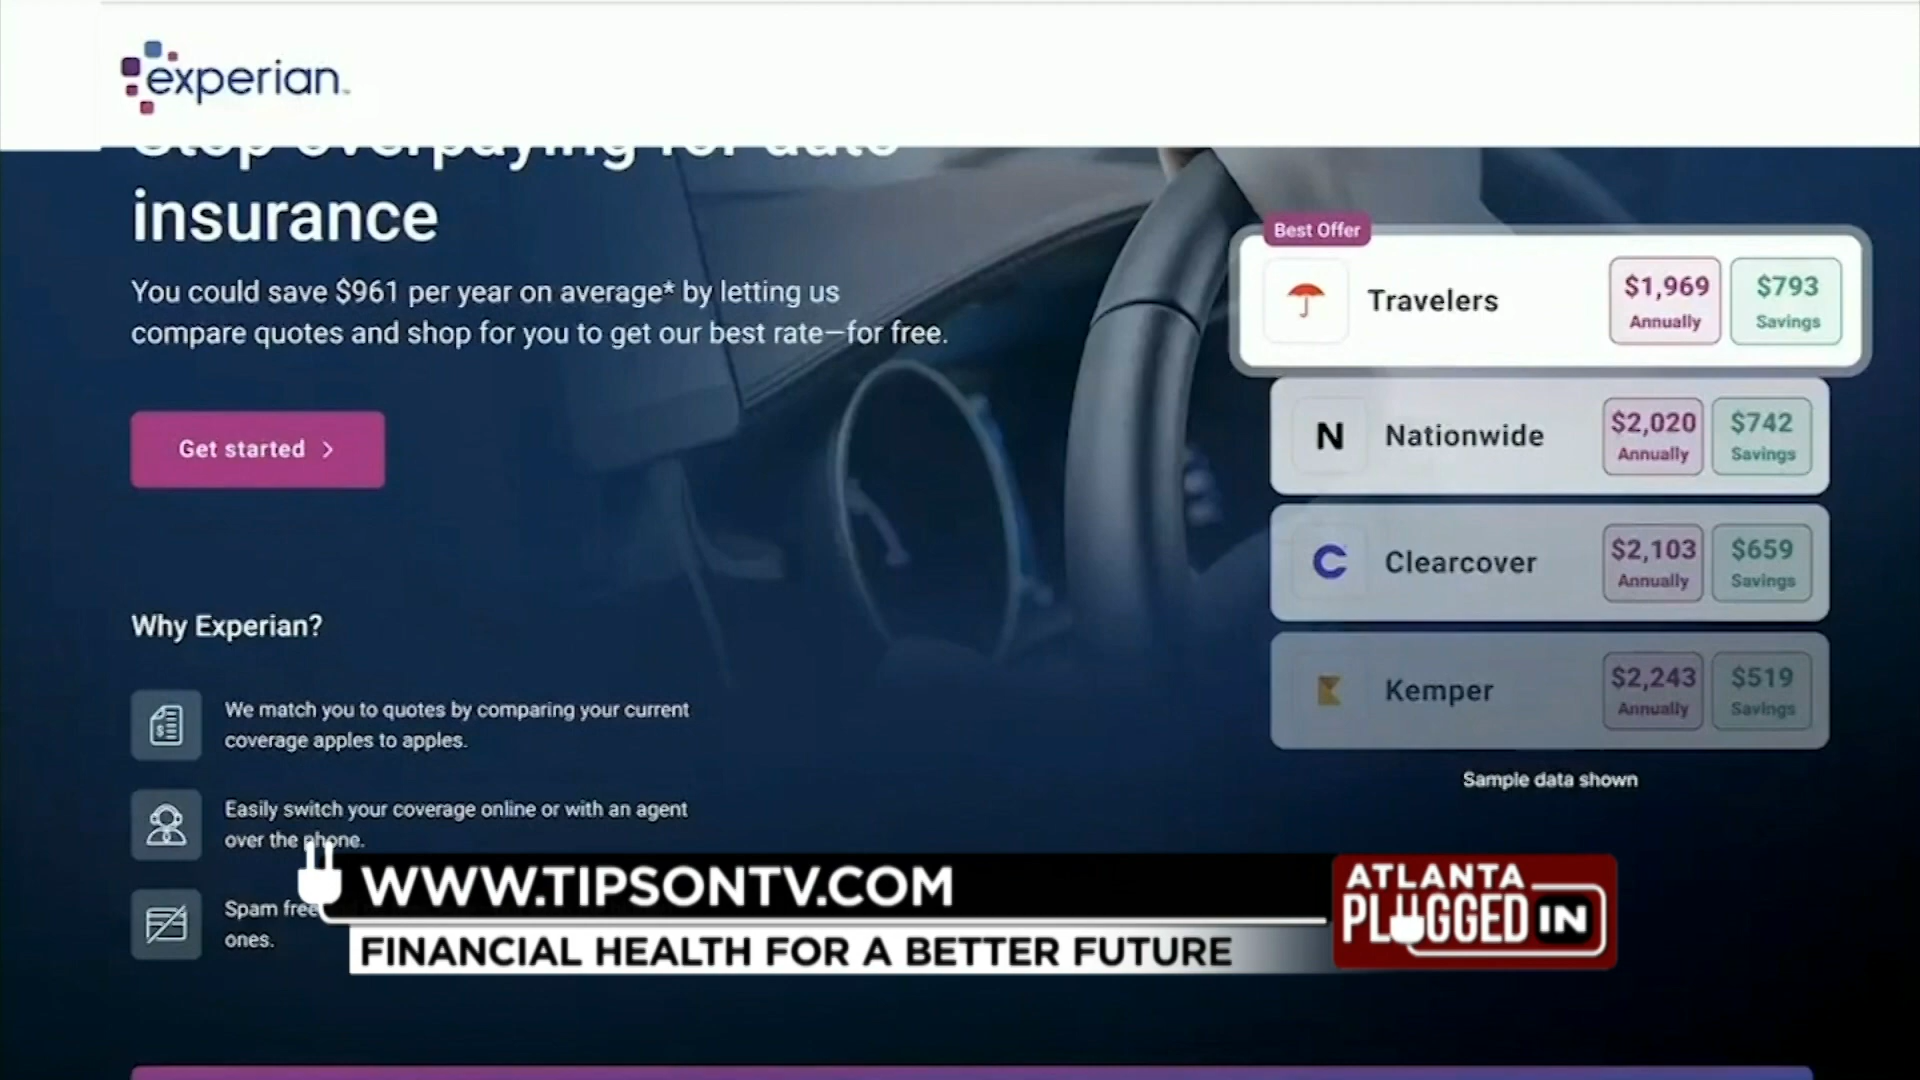 experian
Stop overpaying for auto
insurance
You could save $961 per year on average* by letting us
compare quotes and shop for you to get our best rate—for free.
Get started >
Why Experian?
We match you to quotes by comparing your current
coverage apples to apples.
Easily switch your coverage online or with an agent
over the phone.
Spam free
ones.
Best Offer
Travelers
$1,969
Annually
$793
Savings
N
Nationwide
$2,020
Annually
$742
Savings
C
Clearcover
$2,103
Annually
$659
Savings
K
Kemper
$2,243
Annually
$519
Savings
Sample data shown
WWW.TIPSONTV.COM
FINANCIAL HEALTH FOR A BETTER FUTURE
ATLANTA
PLUGGED IN